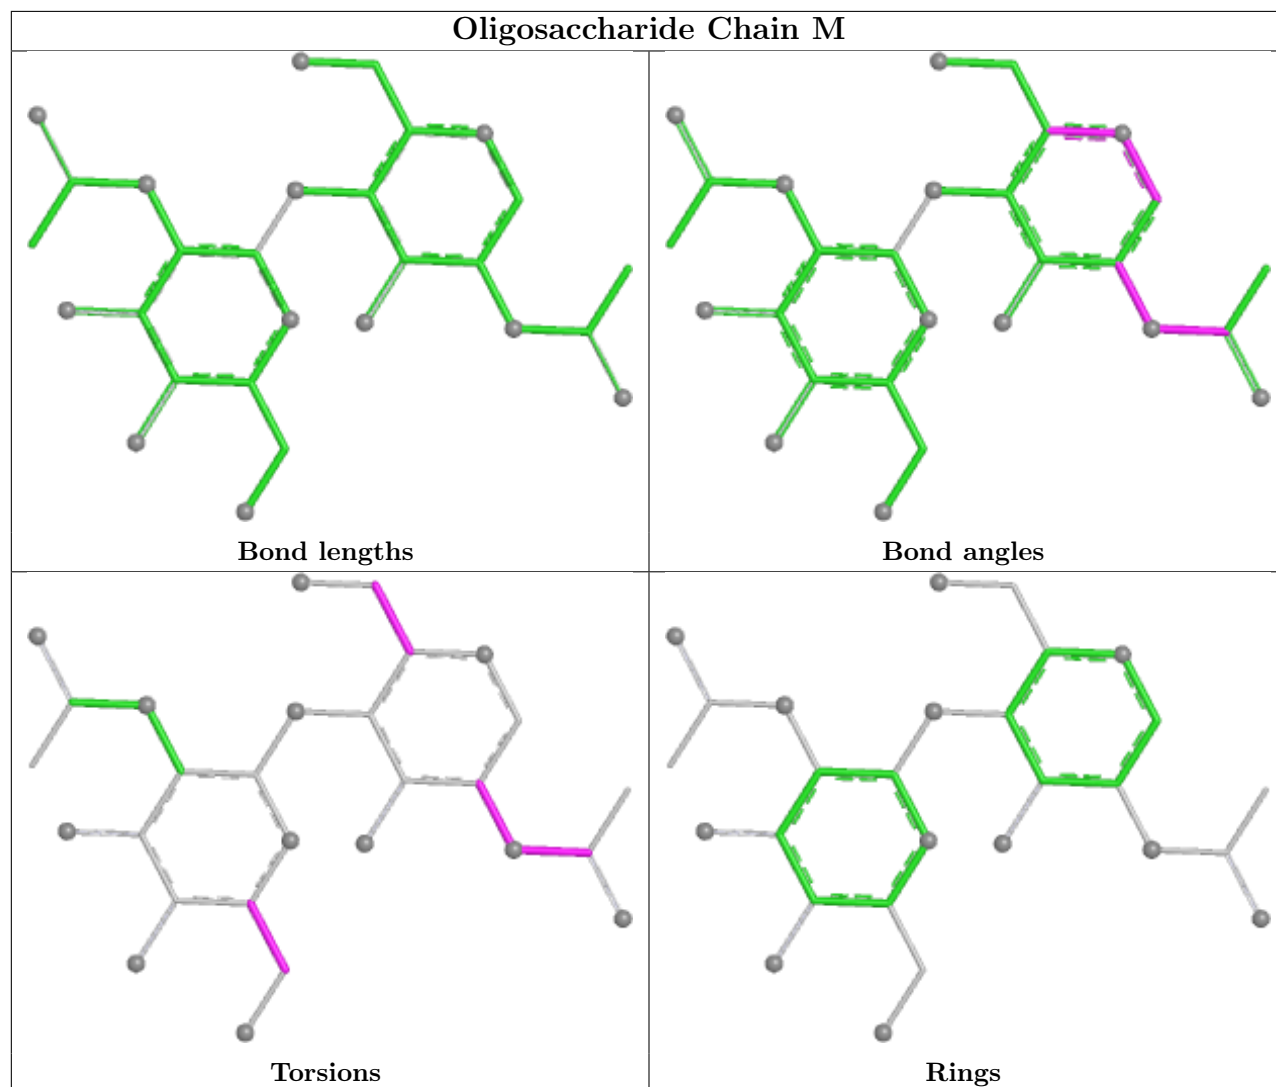 Oligosaccharide Chain M
Bond lengths
Bond angles
Torsions
Rings